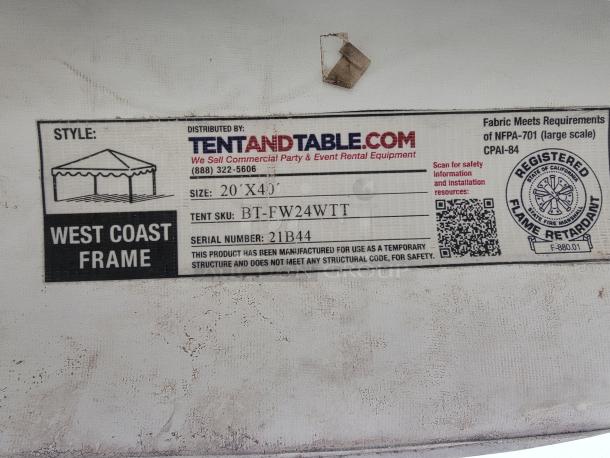 STYLE:
WEST COAST
FRAME
DISTRIBUTED BY:
TENTANDTABLE.COM
We Sell Commercial Party & Event Rental Equipment
(888) 322-5606
SIZE: 20'X40'
TENT SKU: BT-FW24WTT
SERIAL NUMBER: 21B44
THIS PRODUCT HAS BEEN MANUFACTURED FOR USE AS A TEMPORARY
STRUCTURE AND DOES NOT MEET ANY STRUCTURAL CODE, FOR SAFETY.
Scan for safety
information
and installation
resources:
Fabric Meets Requirements
of NFPA-701 (large scale)
CPAI-84
REGISTERED
STATE OF CALIFORNIA
STATE FIRE MARSHAL
FLAME RETARDANT
F-880.01